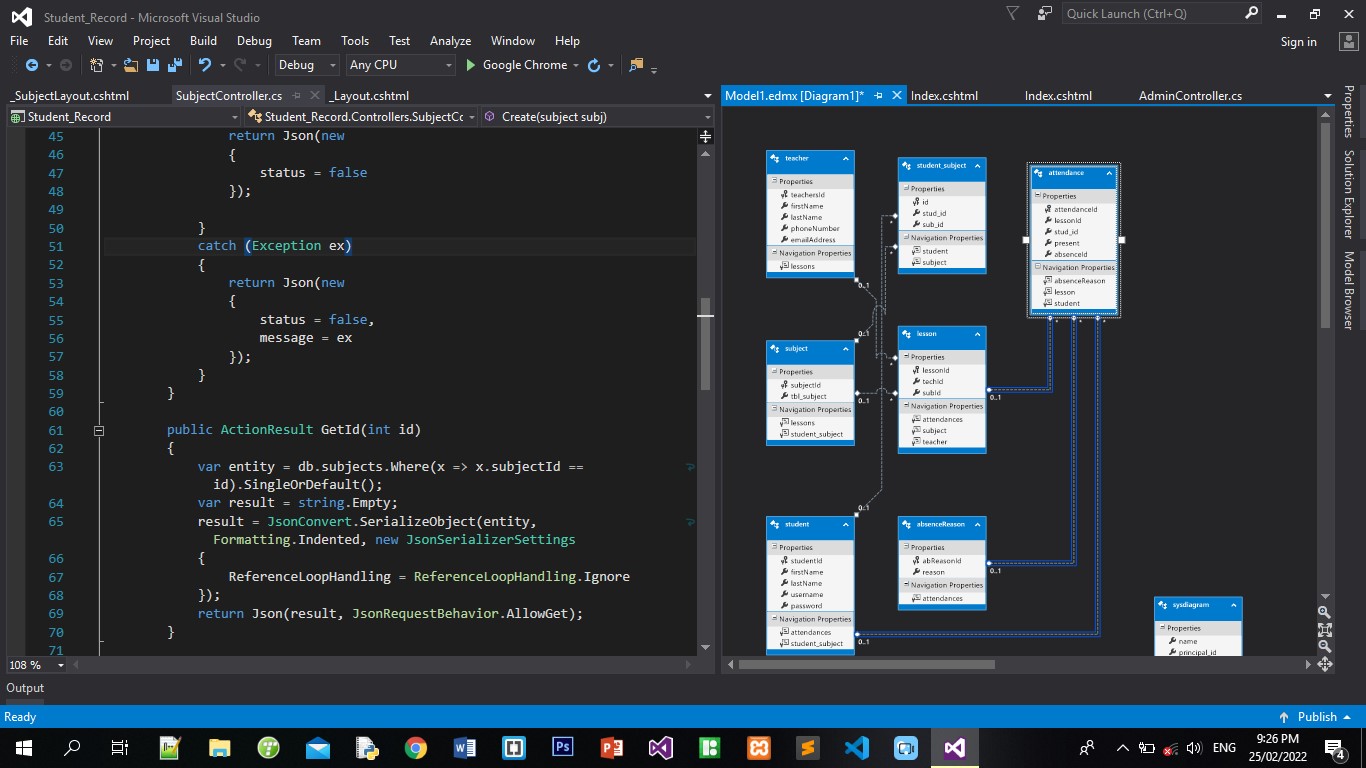 Student_Record - Microsoft Visual Studio
Quick Launch (Ctrl+Q)
File Edit View Project Build Debug Team Tools Test Analyze Window Help
Sign in
Debug Any CPU Google Chrome
_SubjectLayout.cshtml SubjectController.cs _Layout.cshtml
Student_Record Student_Record.Controllers.SubjectCc Create(subject subj)
45 return Json(new
46 {
47 status = false
48 });
49
50 }
51 catch (Exception ex)
52 {
53 return Json(new
54 {
55 status = false,
56 message = ex
57 });
58 }
59 }
60
61 public ActionResult GetId(int id)
62 {
63 var entity = db.subjects.Where(x => x.subjectId ==
id).SingleOrDefault();
64 var result = string.Empty;
65 result = JsonConvert.SerializeObject(entity,
Formatting.Indented, new JsonSerializerSettings
66 {
67 ReferenceLoopHandling = ReferenceLoopHandling.Ignore
68 });
69 return Json(result, JsonRequestBehavior.AllowGet);
70 }
71
108 %
Model1.edmx [Diagram1]* Index.cshtml Index.cshtml AdminController.cs
teacher
Properties
teachersId
firstName
lastName
phoneNumber
emailAddress
Navigation Properties
lessons
student_subject
Properties
id
stud_id
sub_id
Navigation Properties
student
subject
attendance
Properties
attendanceId
lessonId
stud_id
present
absenceId
Navigation Properties
absenceReason
lesson
student
0..1
*
*
0..1
* * *
subject
Properties
subjectId
tbl_subject
Navigation Properties
lessons
student_subject
0..1
lesson
Properties
lessonId
techId
subId
Navigation Properties
attendances
subject
teacher
*
*
0..1
0..1
student
Properties
studentId
firstName
lastName
username
password
Navigation Properties
attendances
student_subject
0..1
absenceReason
Properties
abReasonId
reason
Navigation Properties
attendances
0..1
sysdiagram
Properties
name
principal_id
Properties
Solution Explorer
Model Browser
Output
Ready
Publish
ENG
9:26 PM
25/02/2022
4